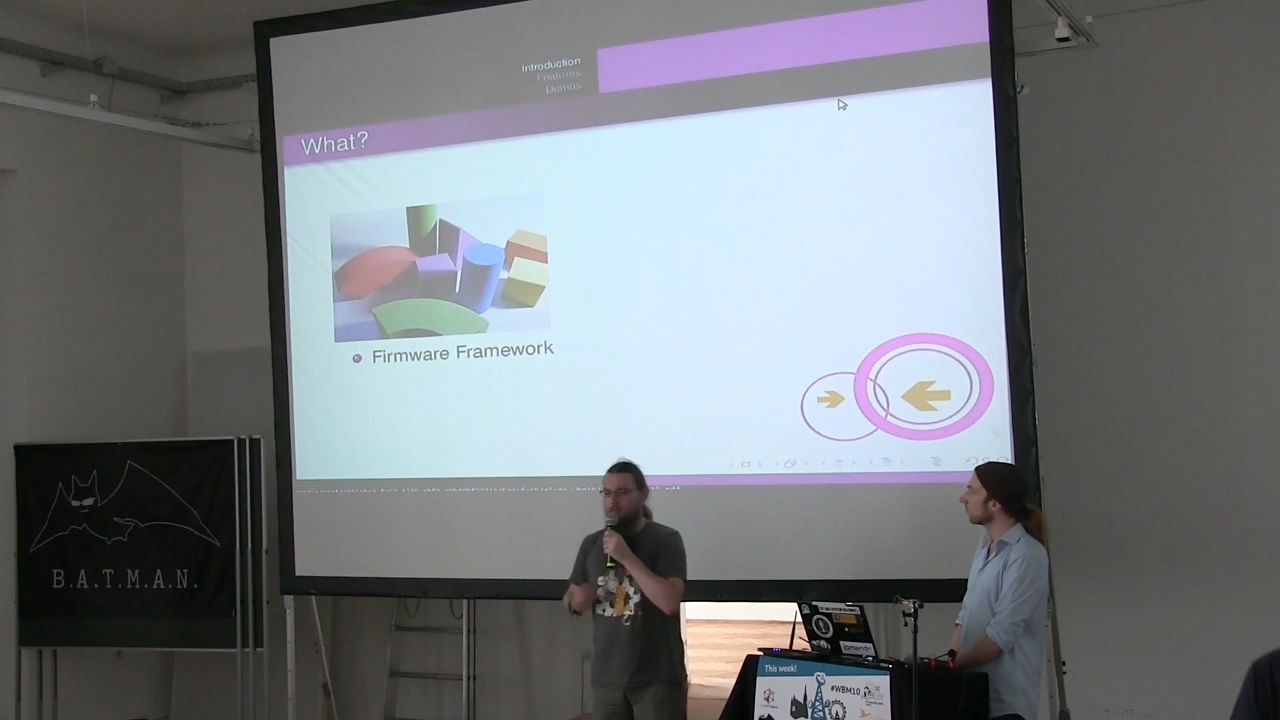 Introduction
Features
Demos
What?
Firmware Framework
B.A.T.M.A.N.
This week!
#WBM10